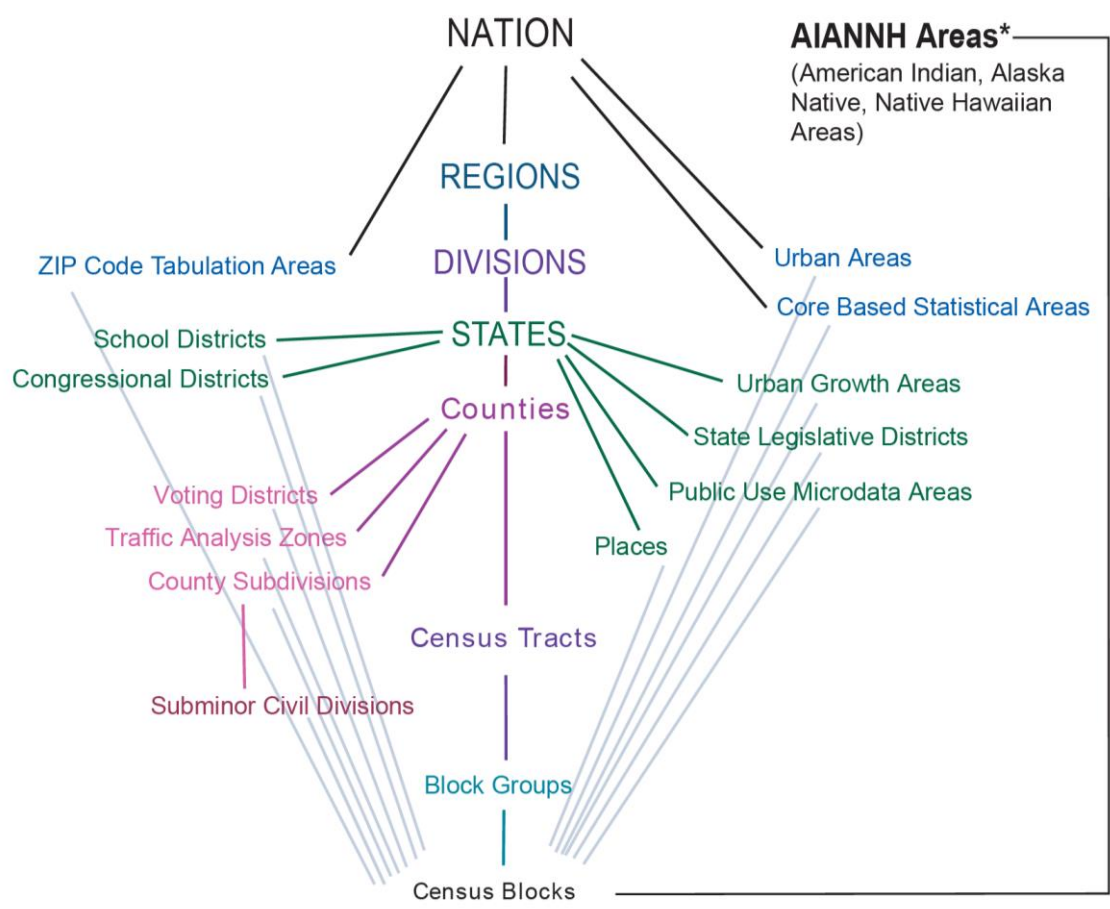 NATION
AIANNH Areas*
(American Indian, Alaska
Native, Native Hawaiian
Areas)
REGIONS
ZIP Code Tabulation Areas
DIVISIONS
Urban Areas
Core Based Statistical Areas
School Districts
STATES
Congressional Districts
Urban Growth Areas
Counties
State Legislative Districts
Voting Districts
Public Use Microdata Areas
Traffic Analysis Zones
Places
County Subdivisions
Census Tracts
Subminor Civil Divisions
Block Groups
Census Blocks